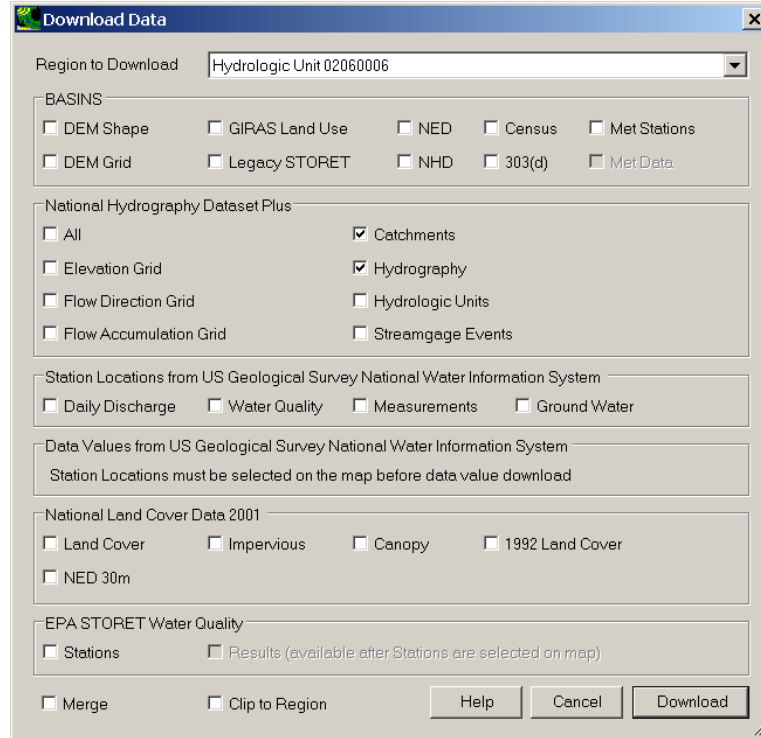 Download Data
Region to Download Hydrologic Unit 02060006
BASINS
DEM Shape GIRAS Land Use NED Census Met Stations
DEM Grid Legacy STORET NHD 303(d) Met Data
National Hydrography Dataset Plus
All Catchments
Elevation Grid Hydrography
Flow Direction Grid Hydrologic Units
Flow Accumulation Grid Streamgage Events
Station Locations from US Geological Survey National Water Information System
Daily Discharge Water Quality Measurements Ground Water
Data Values from US Geological Survey National Water Information System
Station Locations must be selected on the map before data value download
National Land Cover Data 2001
Land Cover Impervious Canopy 1992 Land Cover
NED 30m
EPA STORET Water Quality
Stations Results (available after Stations are selected on map)
Merge Clip to Region Help Cancel Download